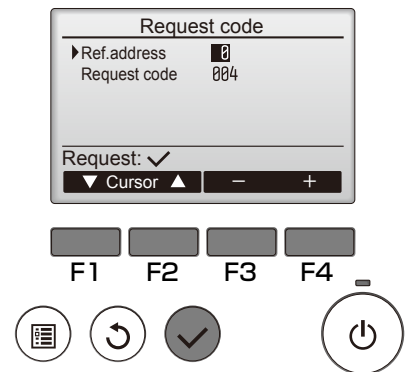 Request code
Ref.address 0
Request code 004
Request: ✓
▼ Cursor ▲ − +
F1 F2 F3 F4